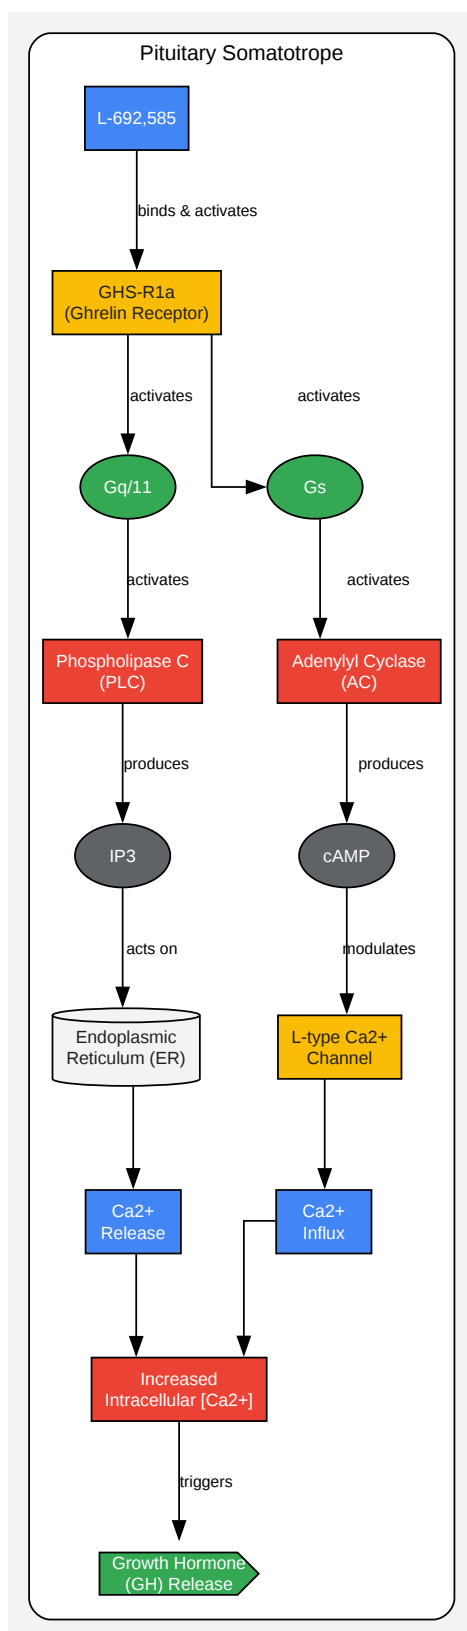 Pituitary Somatotrope
L-692,585
binds & activates
GHS-R1a
(Ghrelin Receptor)
activates
activates
Gq/11
Gs
activates
activates
Phospholipase C
(PLC)
Adenylyl Cyclase
(AC)
produces
produces
IP3
cAMP
acts on
modulates
Endoplasmic
Reticulum (ER)
L-type Ca2+
Channel
Ca2+
Release
Ca2+
Influx
Increased
Intracellular [Ca2+]
triggers
Growth Hormone
(GH) Release